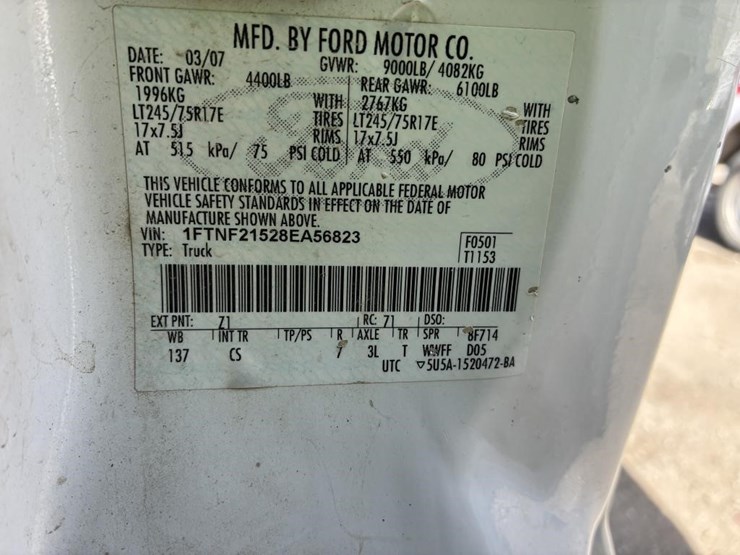 MFD. BY FORD MOTOR CO.
DATE: 03/07 GVWR: 9000LB/ 4082KG
FRONT GAWR: 4400LB REAR GAWR: 6100LB
1996KG WITH 2767KG WITH
LT245/75R17E TIRES LT245/75R17E TIRES
17x7.5J RIMS 17x7.5J RIMS
AT 515 kPa/ 75 PSI COLD AT 550 kPa/ 80 PSI COLD
THIS VEHICLE CONFORMS TO ALL APPLICABLE FEDERAL MOTOR
VEHICLE SAFETY STANDARDS IN EFFECT ON THE DATE OF
MANUFACTURE SHOWN ABOVE.
VIN: 1FTNF21528EA56823 F0501
TYPE: Truck T1153
EXT PNT: Z1 RC: 71 DSO:
WB INT TR TP/PS R AXLE TR SPR 8F714
137 CS 7 3L T WWFF D05
UTC ▽5U5A-1520472-BA
Ford